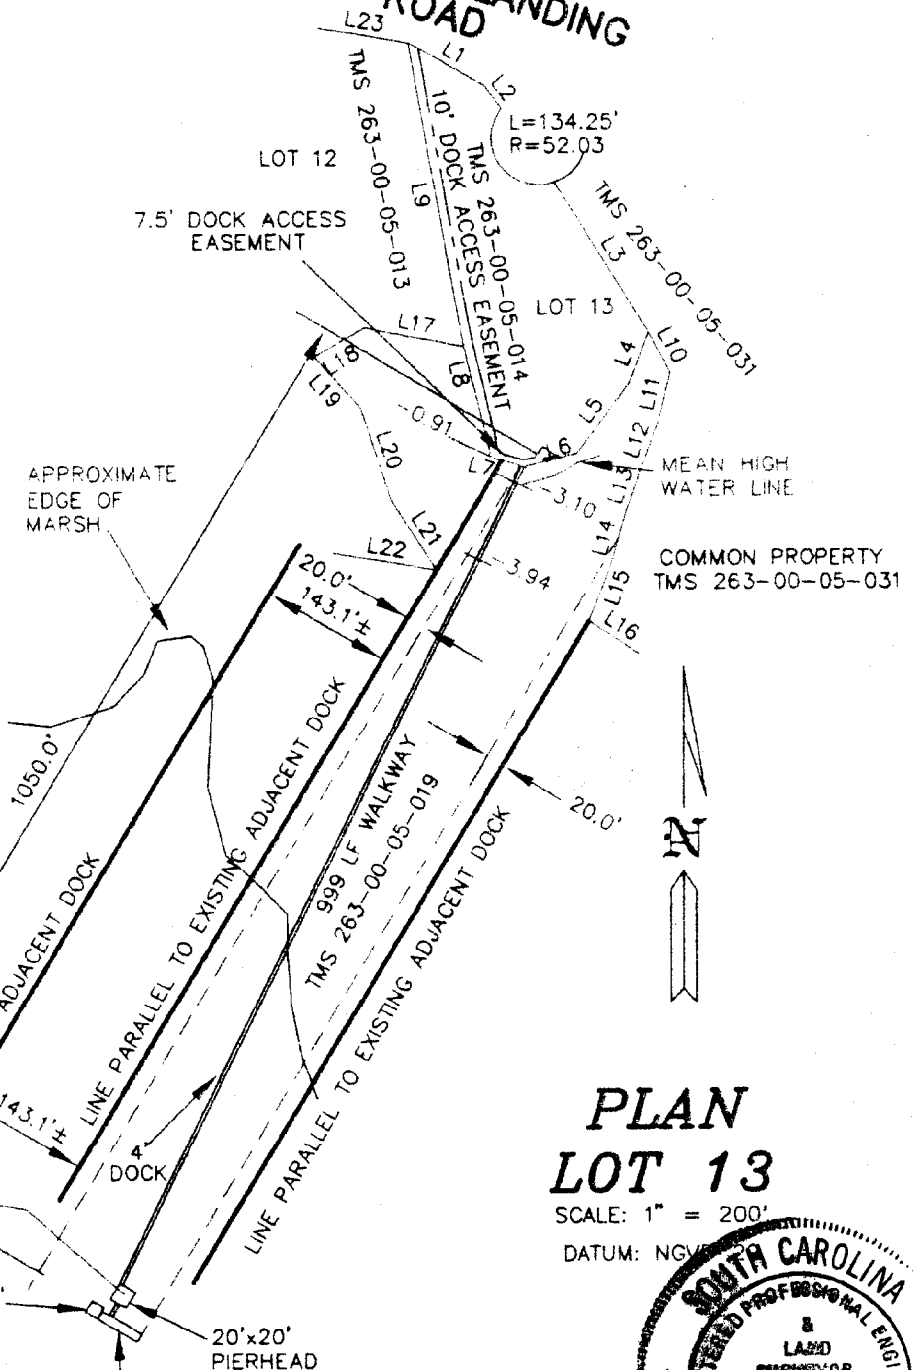 LANDING
ROAD
L23
L1
L2
L=134.25'
R=52.03
TMS 263-00-05-013
10' DOCK ACCESS EASEMENT
TMS 263-00-05-014
LOT 12
L9
7.5' DOCK ACCESS
EASEMENT
TMS 263-00-05-031
L3
LOT 13
L17
L18
L19
L8
L4
L10
L5
L11
-0.91
L6
L12
L20
L7
MEAN HIGH
WATER LINE
L13
-3.10
APPROXIMATE
EDGE OF
MARSH
L21
L14
L22
-3.94
COMMON PROPERTY
TMS 263-00-05-031
20.0'
143.1'±
L15
L16
1050.0'
999 LF WALKWAY
TMS 263-00-05-019
20.0'
ADJACENT DOCK
LINE PARALLEL TO EXISTING ADJACENT DOCK
LINE PARALLEL TO EXISTING ADJACENT DOCK
N
143.1'±
4'
DOCK
PLAN
LOT 13
SCALE: 1" = 200'
DATUM:
SOUTH CAROLINA
PROFESSIONAL
&
LAND
20'x20'
PIERHEAD